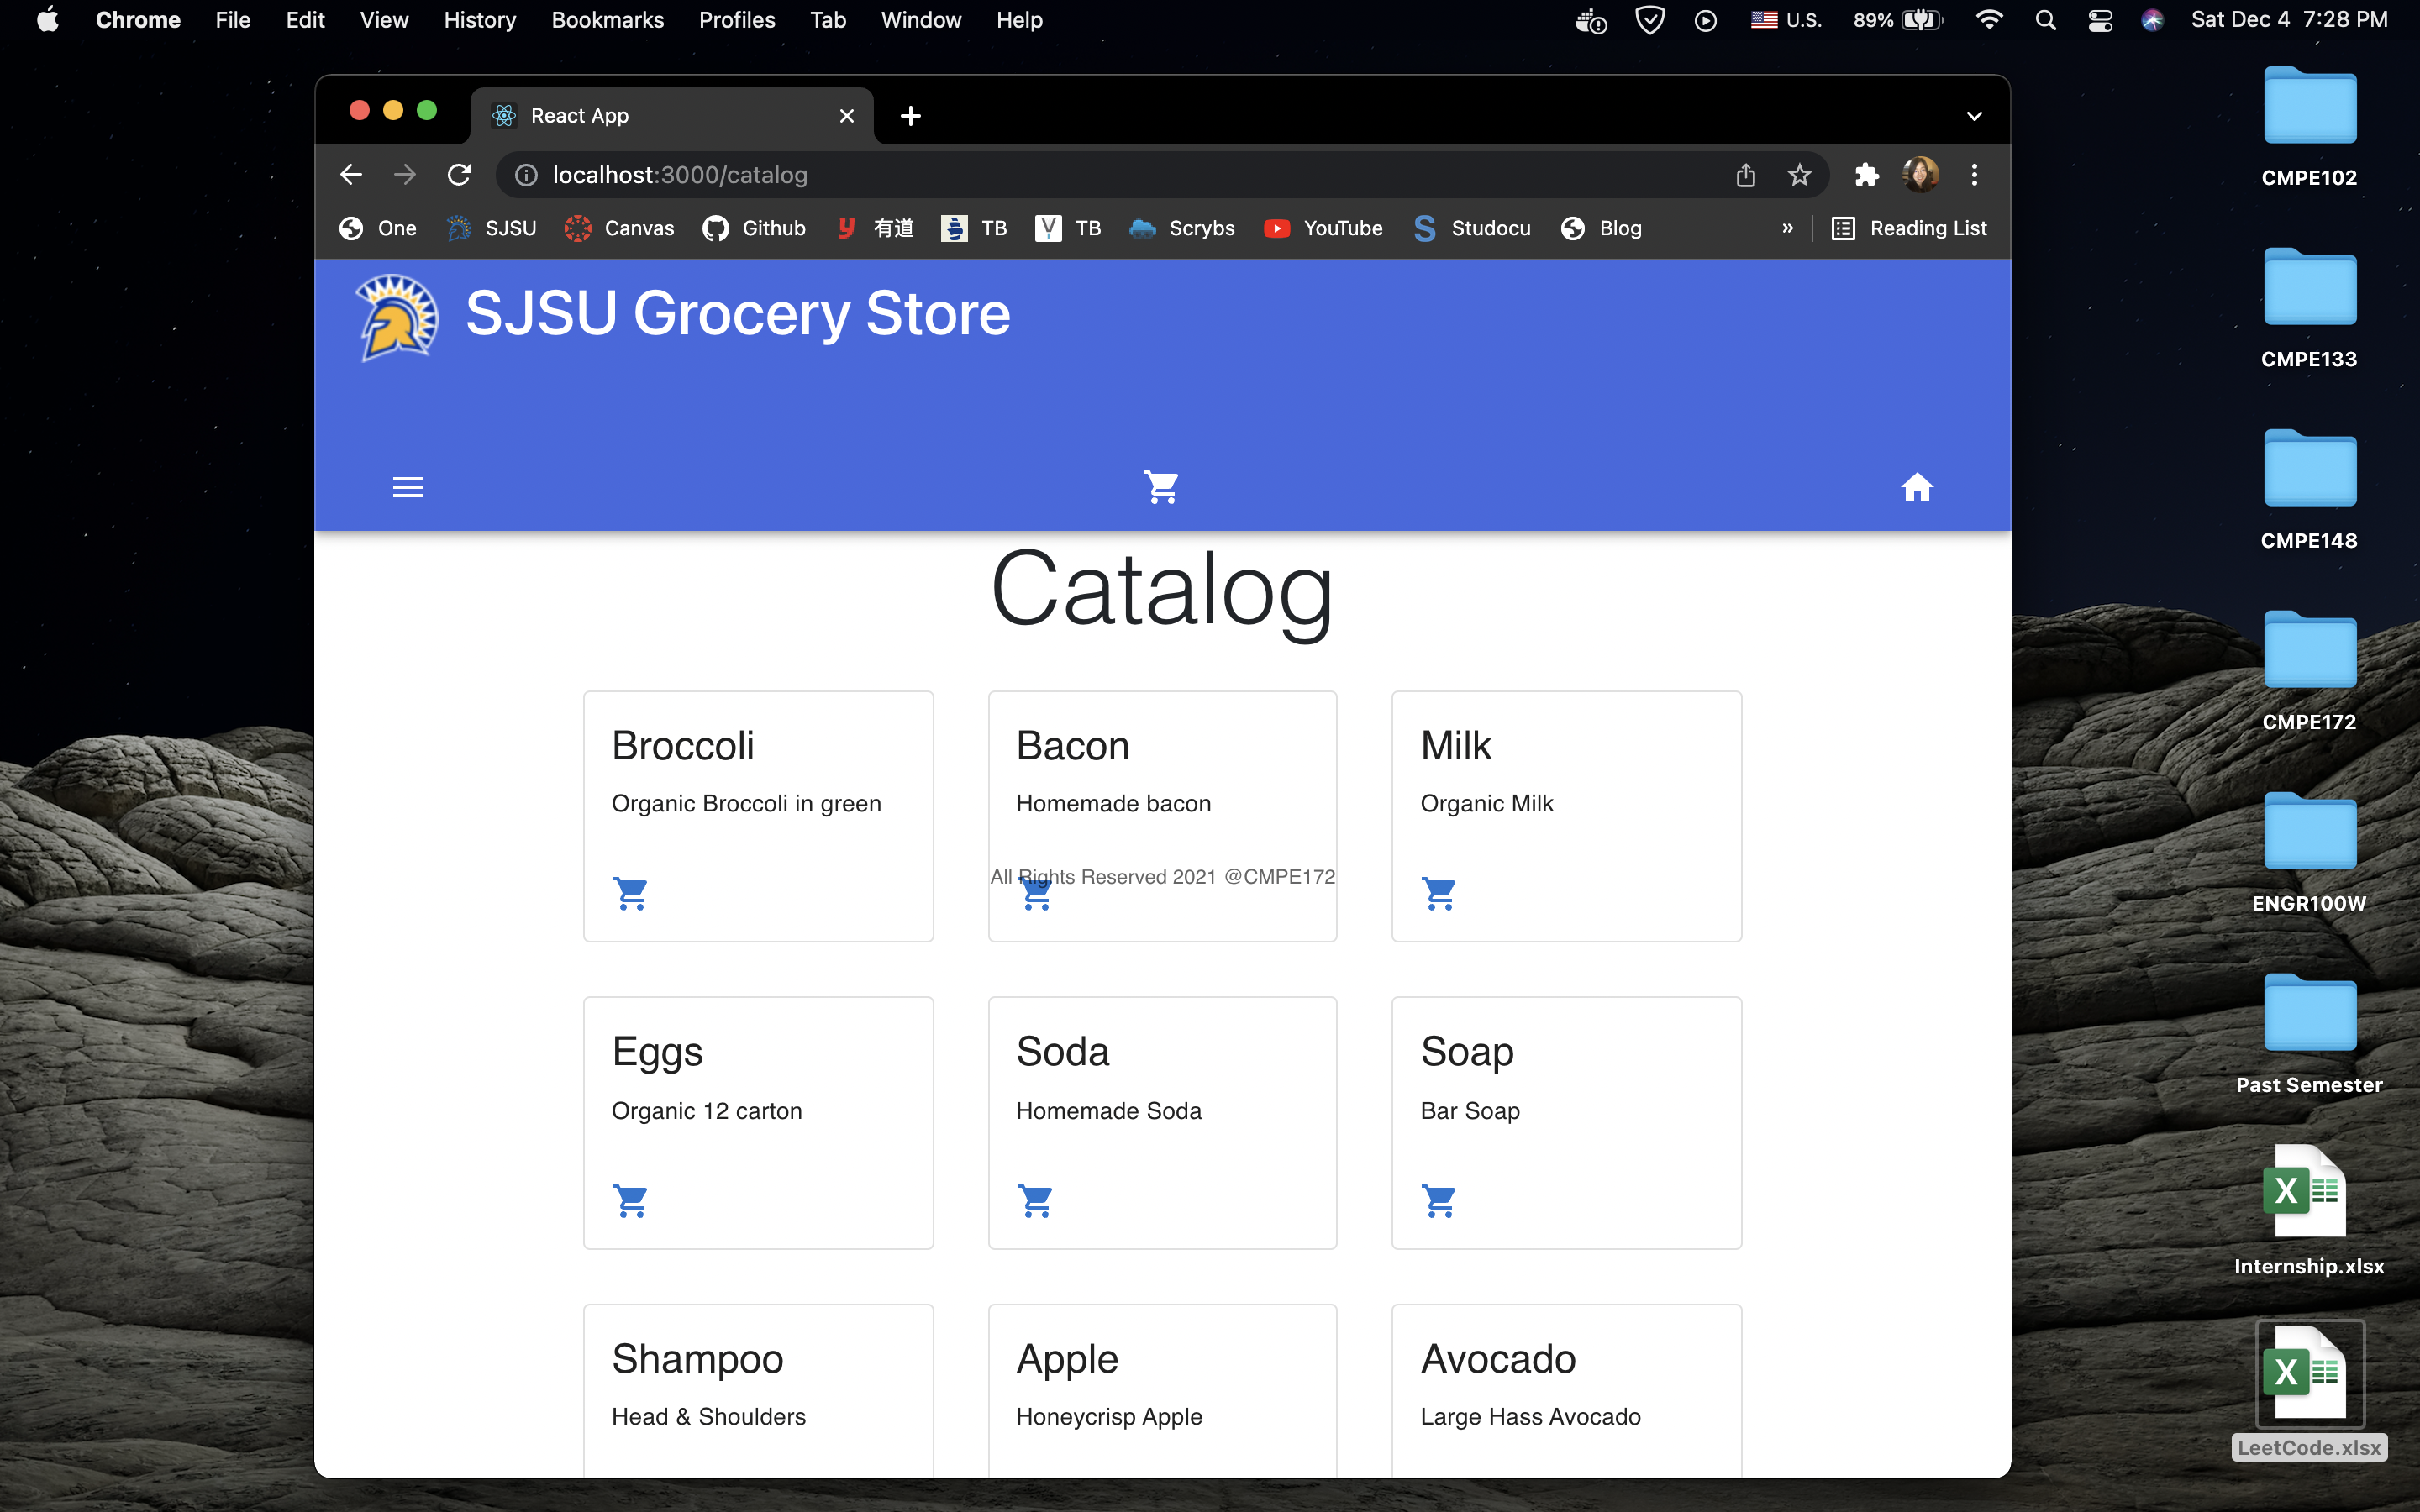 Chrome File Edit View History Bookmarks Profiles Tab Window Help U.S. 89% Sat Dec 4 7:28 PM
React App
localhost:3000/catalog
One SJSU Canvas Github 有道 TB TB Scrybs YouTube Studocu Blog » Reading List
SJSU Grocery Store
Catalog
Broccoli
Organic Broccoli in green
Bacon
Homemade bacon
All Rights Reserved 2021 @CMPE172
Milk
Organic Milk
Eggs
Organic 12 carton
Soda
Homemade Soda
Soap
Bar Soap
Shampoo
Head & Shoulders
Apple
Honeycrisp Apple
Avocado
Large Hass Avocado
CMPE102
CMPE133
CMPE148
CMPE172
ENGR100W
Past Semester
Internship.xlsx
LeetCode.xlsx